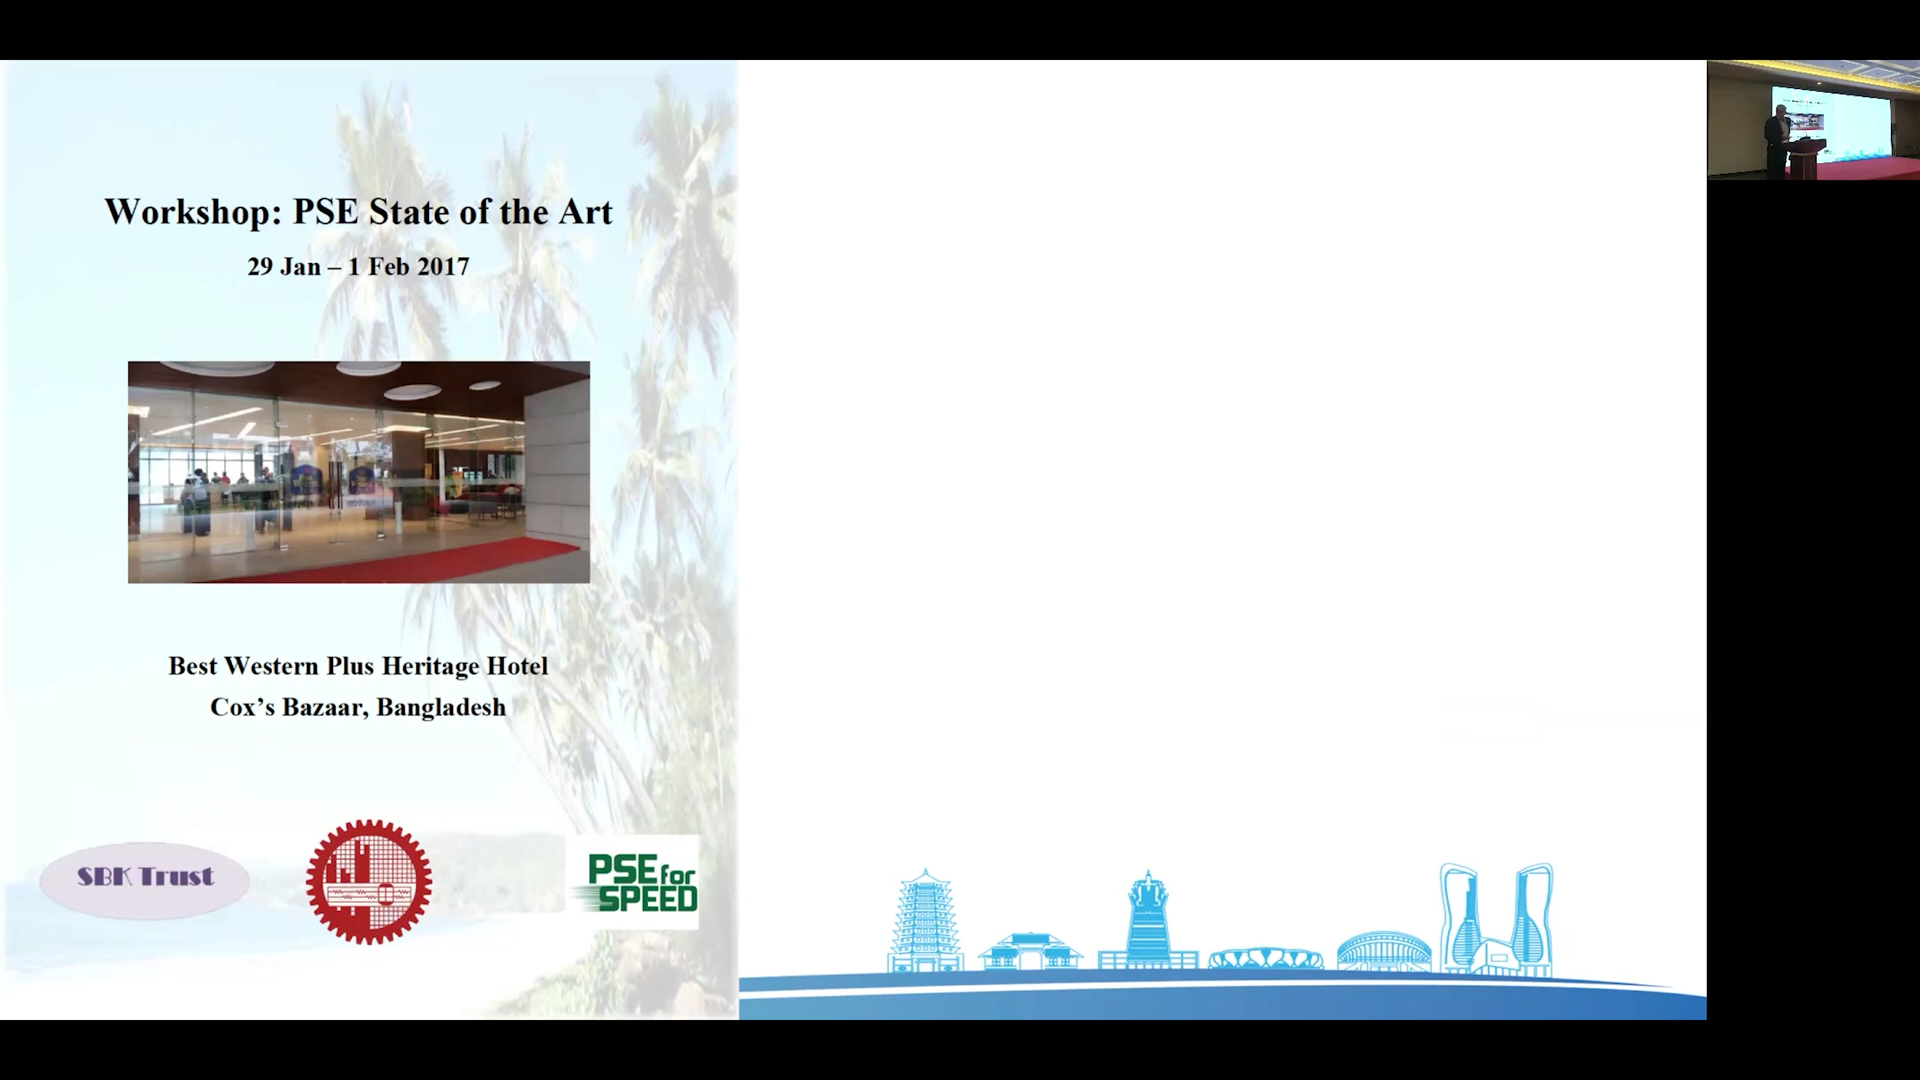 Workshop: PSE State of the Art
29 Jan – 1 Feb 2017
Best Western Plus Heritage Hotel
Cox’s Bazaar, Bangladesh
SBK Trust
PSE for
SPEED